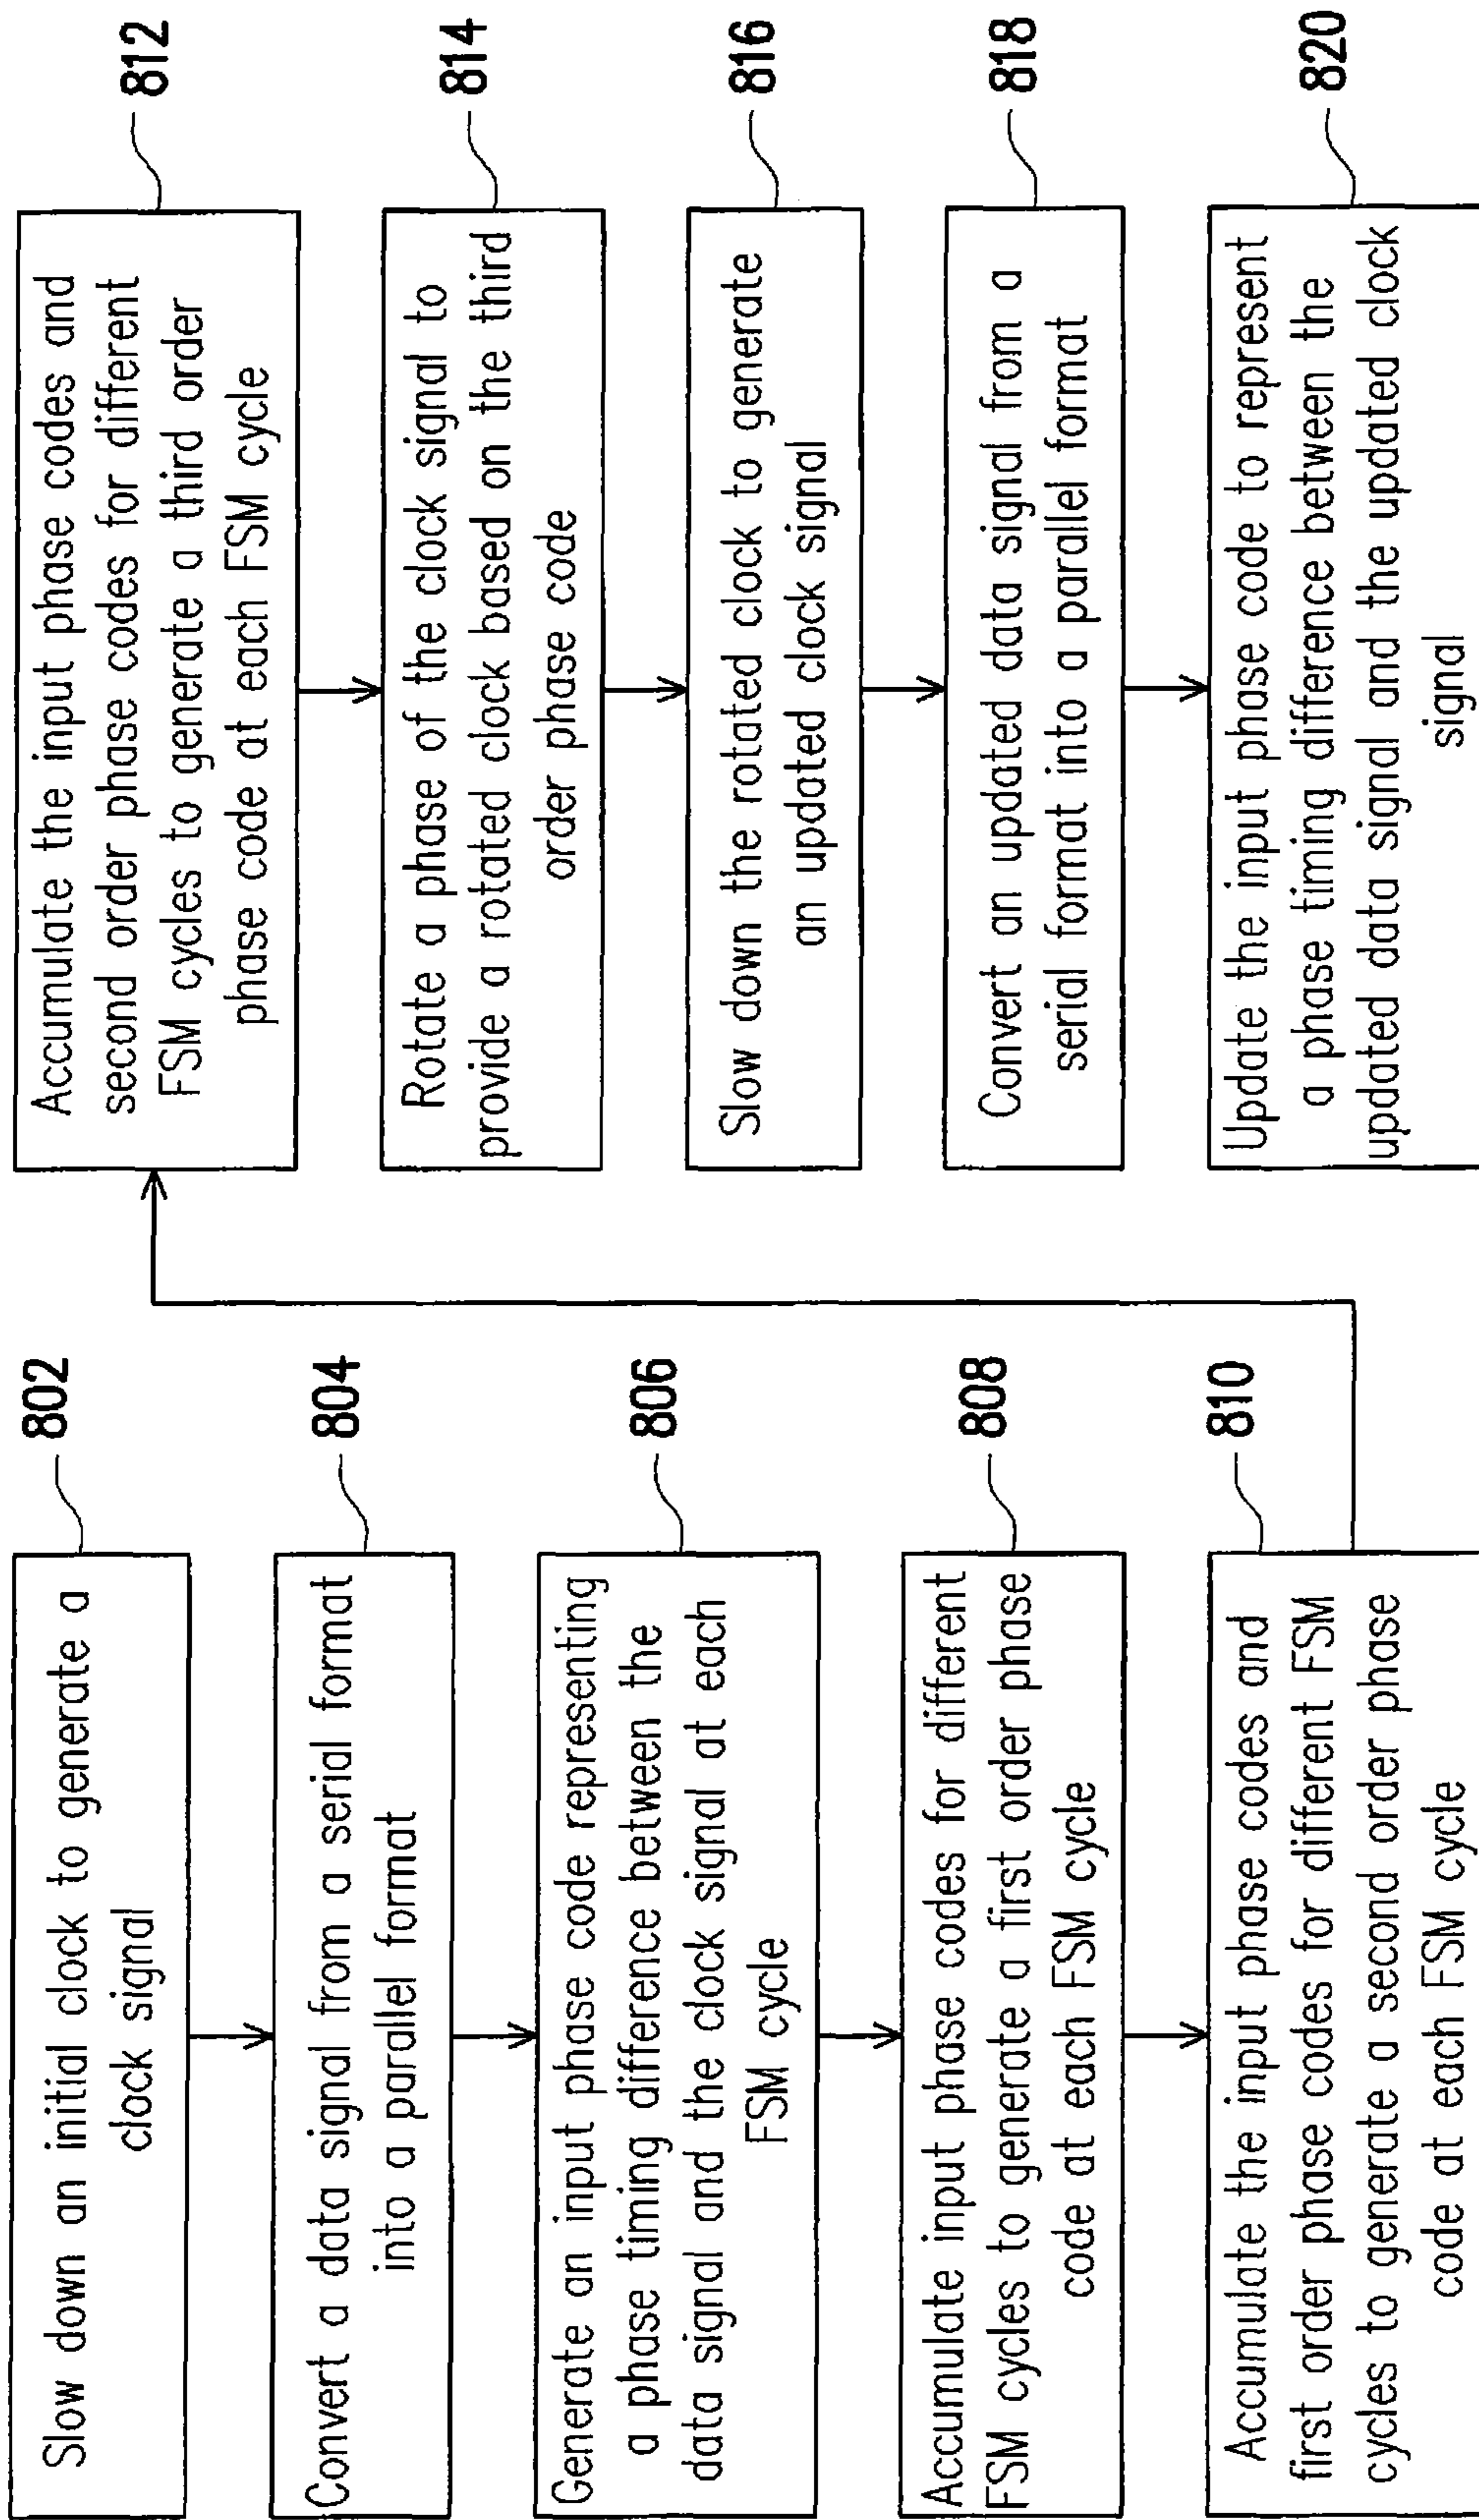 Slow down an initial clock to generate a
clock signal
802
Convert a data signal from a serial format
into a parallel format
804
Generate an input phase code representing
a phase timing difference between the
data signal and the clock signal at each
FSM cycle
806
Accumulate input phase codes for different
FSM cycles to generate a first order phase
code at each FSM cycle
808
Accumulate the input phase codes and
first order phase codes for different FSM
cycles to generate a second order phase
code at each FSM cycle
810
Accumulate the input phase codes and
second order phase codes for different
FSM cycles to generate a third order
phase code at each FSM cycle
812
Rotate a phase of the clock signal to
provide a rotated clock based on the third
order phase code
814
Slow down the rotated clock to generate
an updated clock signal
816
Convert an updated data signal from a
serial format into a parallel format
818
Update the input phase code to represent
a phase timing difference between the
updated data signal and the updated clock
signal
820